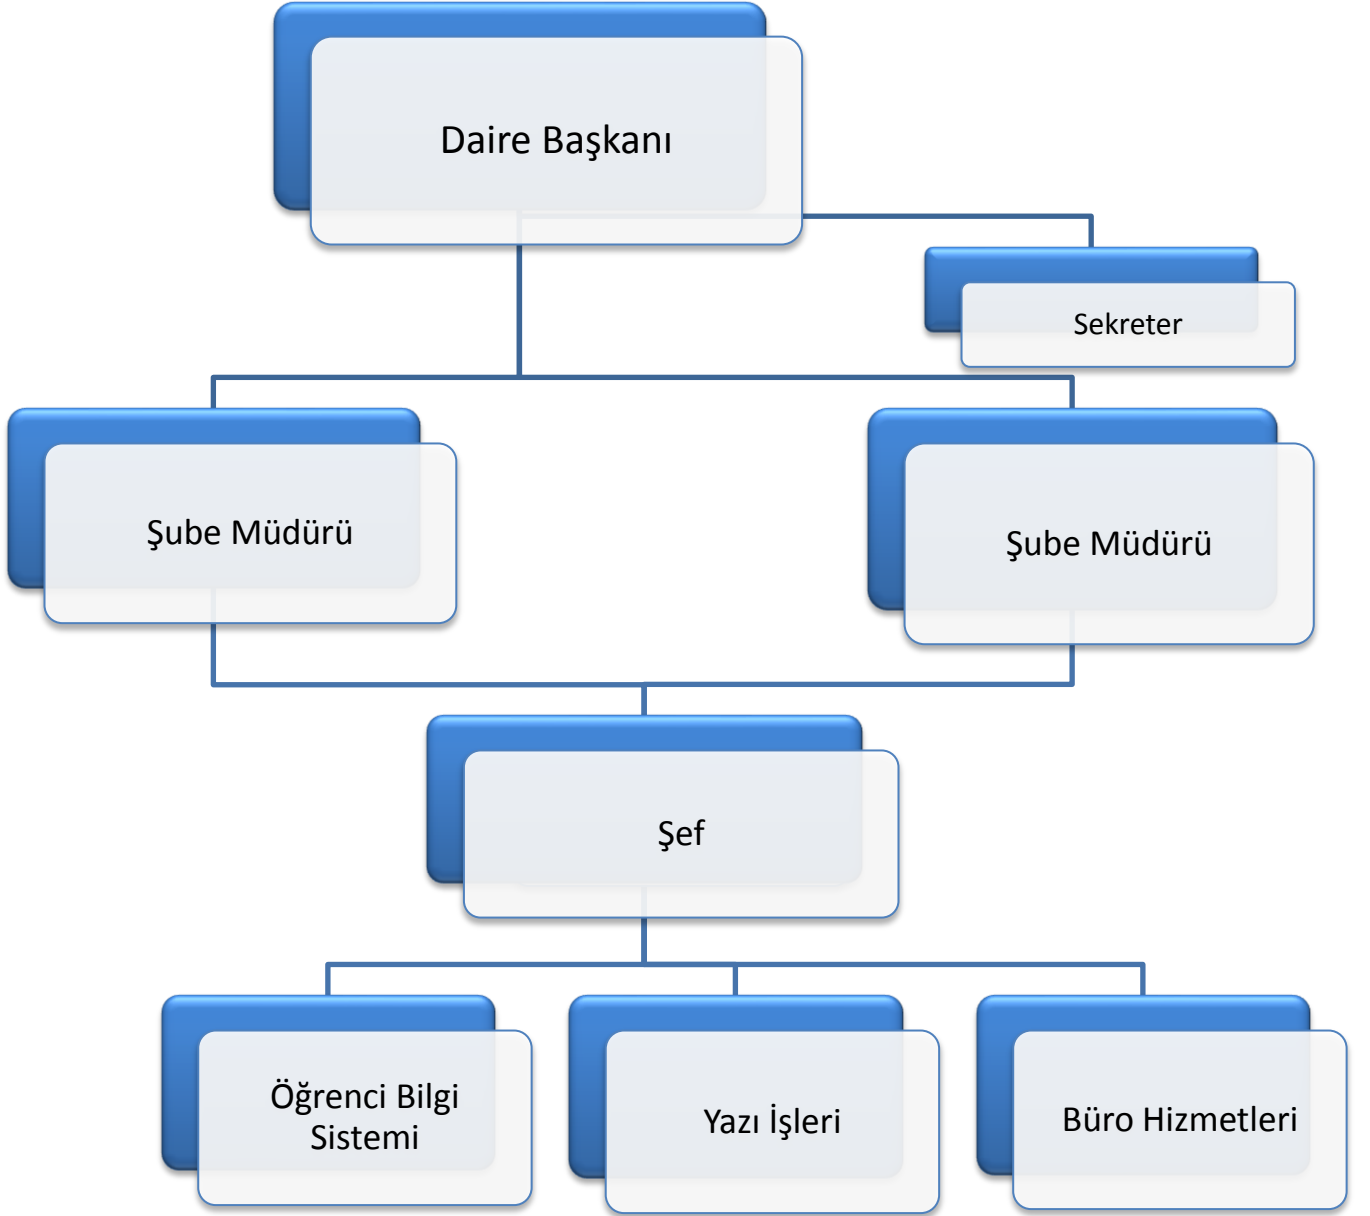 Daire Başkanı
Sekreter
Şube Müdürü
Şube Müdürü
Şef
Öğrenci Bilgi
Sistemi
Yazı İşleri
Büro Hizmetleri